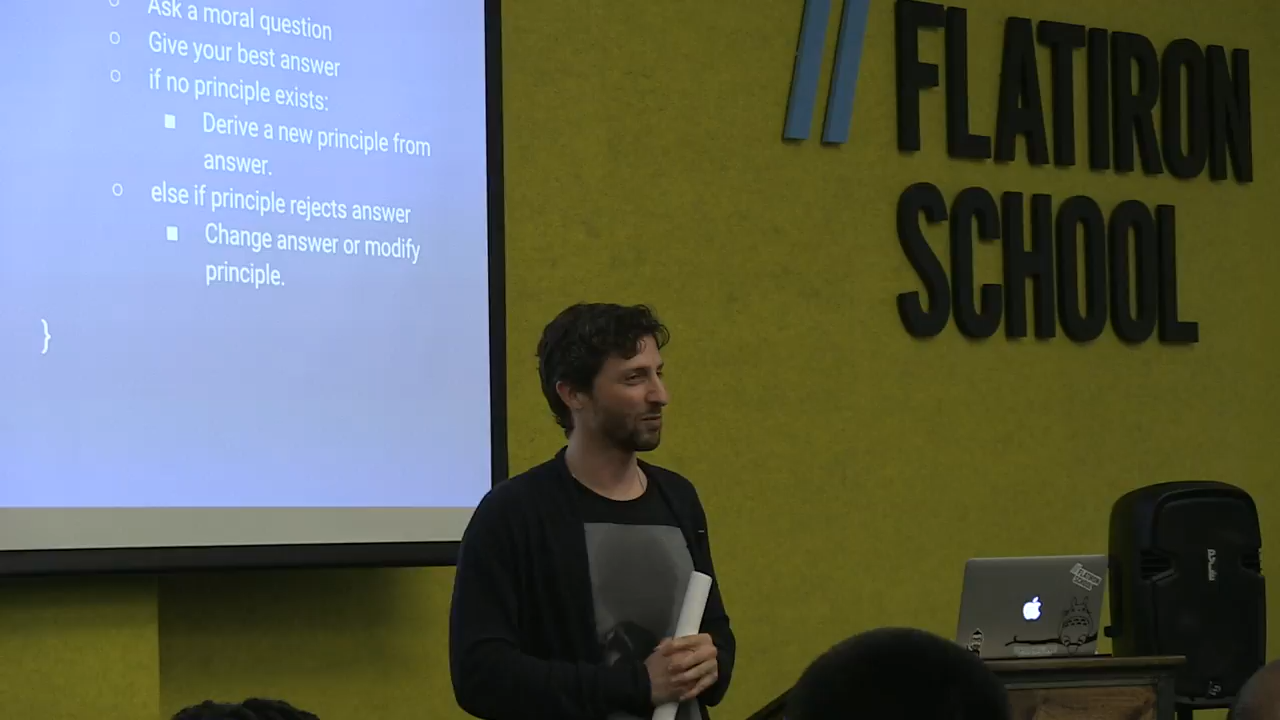 Ask a moral question
Give your best answer
if no principle exists:
Derive a new principle from
answer.
else if principle rejects answer
Change answer or modify
principle.
}
// FLATIRON
SCHOOL